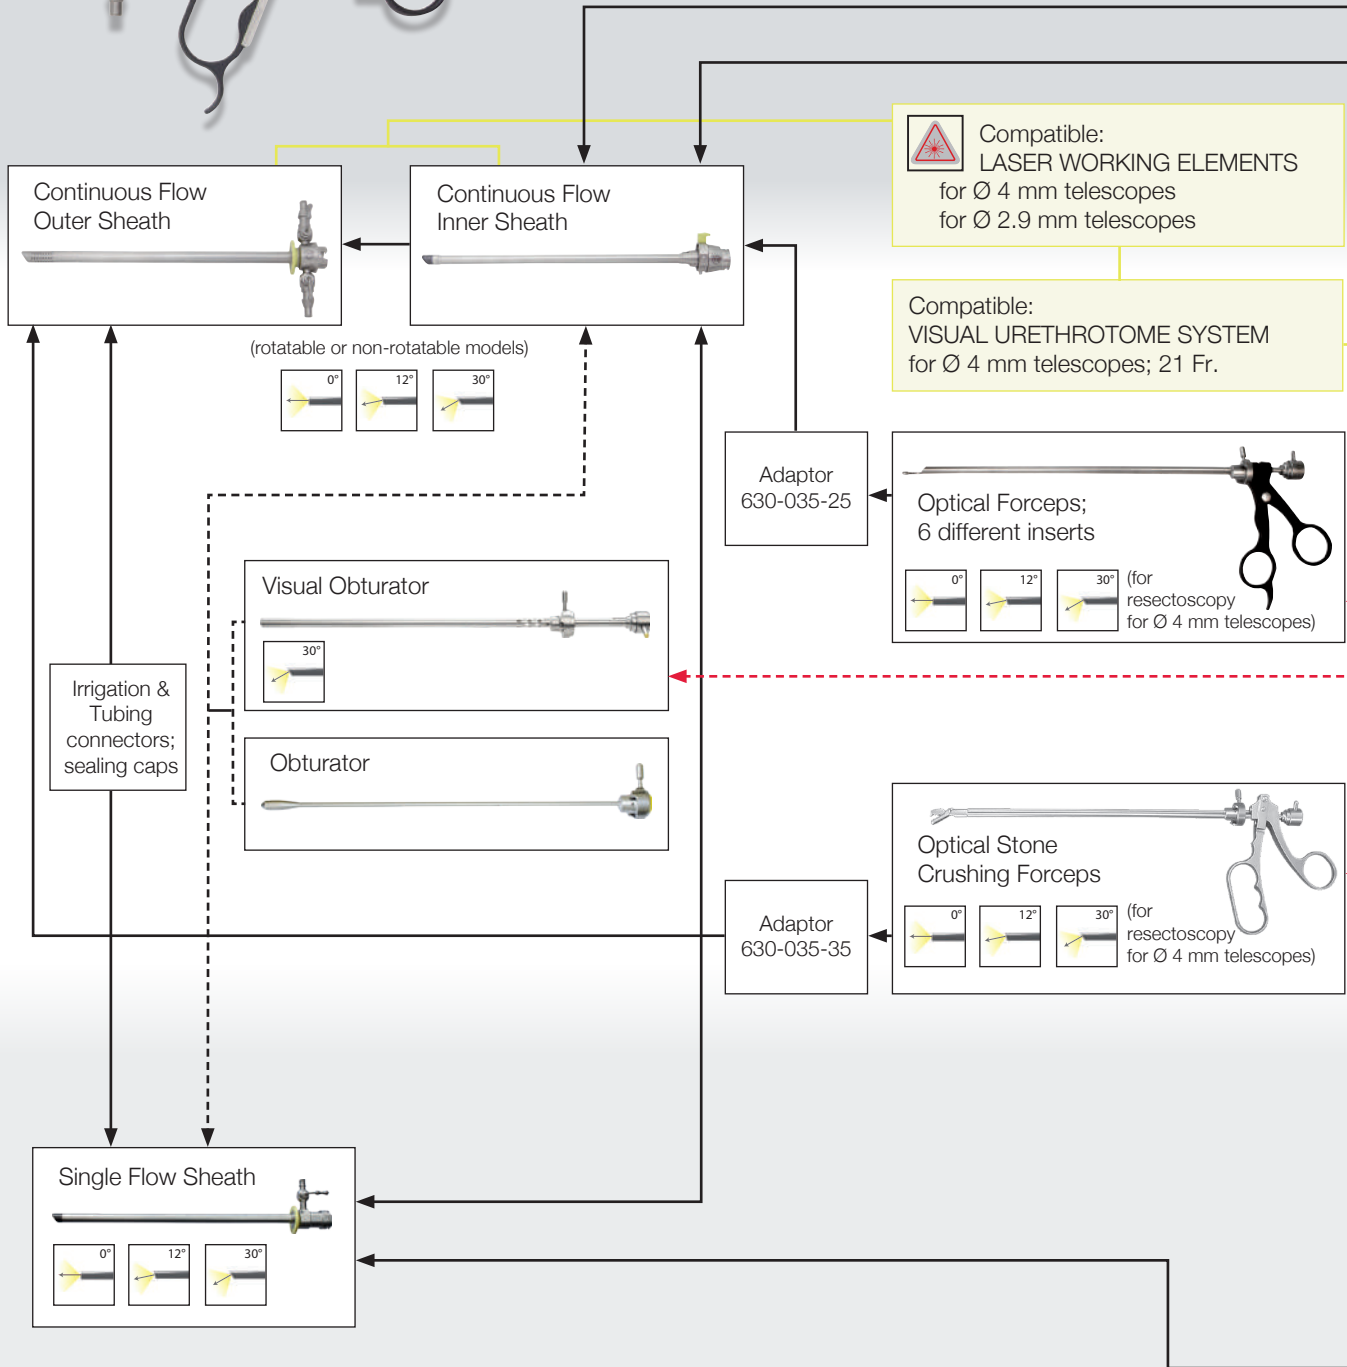 Compatible:
LASER WORKING ELEMENTS
for Ø 4 mm telescopes
for Ø 2.9 mm telescopes
Continuous Flow
Outer Sheath
Continuous Flow
Inner Sheath
Compatible:
VISUAL URETHROTOME SYSTEM
for Ø 4 mm telescopes; 21 Fr.
(rotatable or non-rotatable models)
0° 12° 30°
Adaptor
630-035-25
Optical Forceps;
6 different inserts
0° 12° 30°
(for
resectoscopy
for Ø 4 mm telescopes)
Visual Obturator
30°
Irrigation &
Tubing
connectors;
sealing caps
Obturator
Optical Stone
Crushing Forceps
0° 12° 30°
(for
resectoscopy
for Ø 4 mm telescopes)
Adaptor
630-035-35
Single Flow Sheath
0° 12° 30°